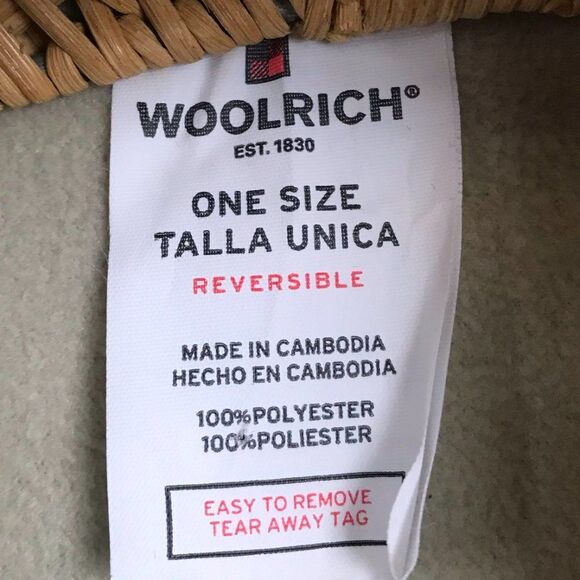 WOOLRICH®
EST. 1830
ONE SIZE
TALLA UNICA
REVERSIBLE
MADE IN CAMBODIA
HECHO EN CAMBODIA
100%POLYESTER
100%POLIESTER
EASY TO REMOVE
TEAR AWAY TAG